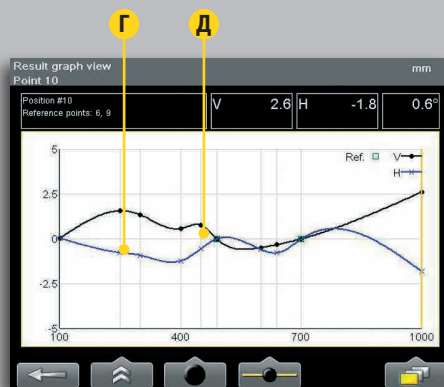 Г Д
Result graph view mm
Point 10
Position #10
Reference points: 6, 9
V 2.6 H -1.8 0.6°
Ref. V
H
5
2.5
0
-2.5
-5
100 400 700 1000